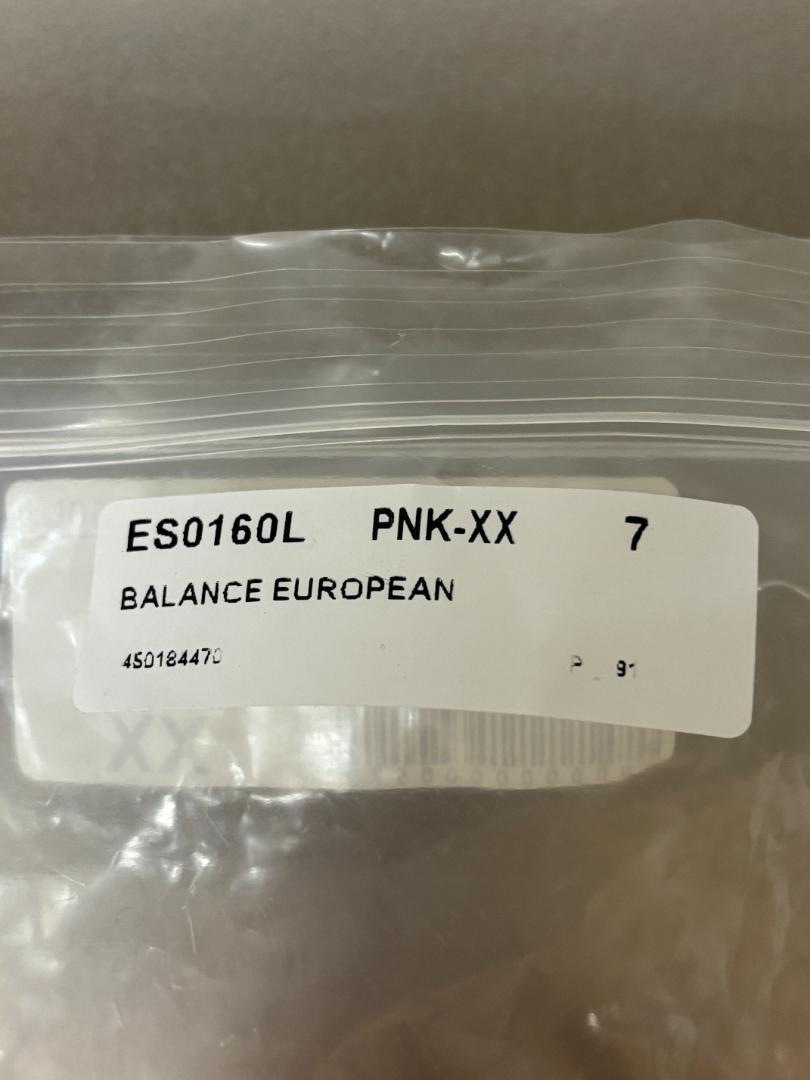 ES0160L PNK-XX 7
BALANCE EUROPEAN
450184470
P 91
XX